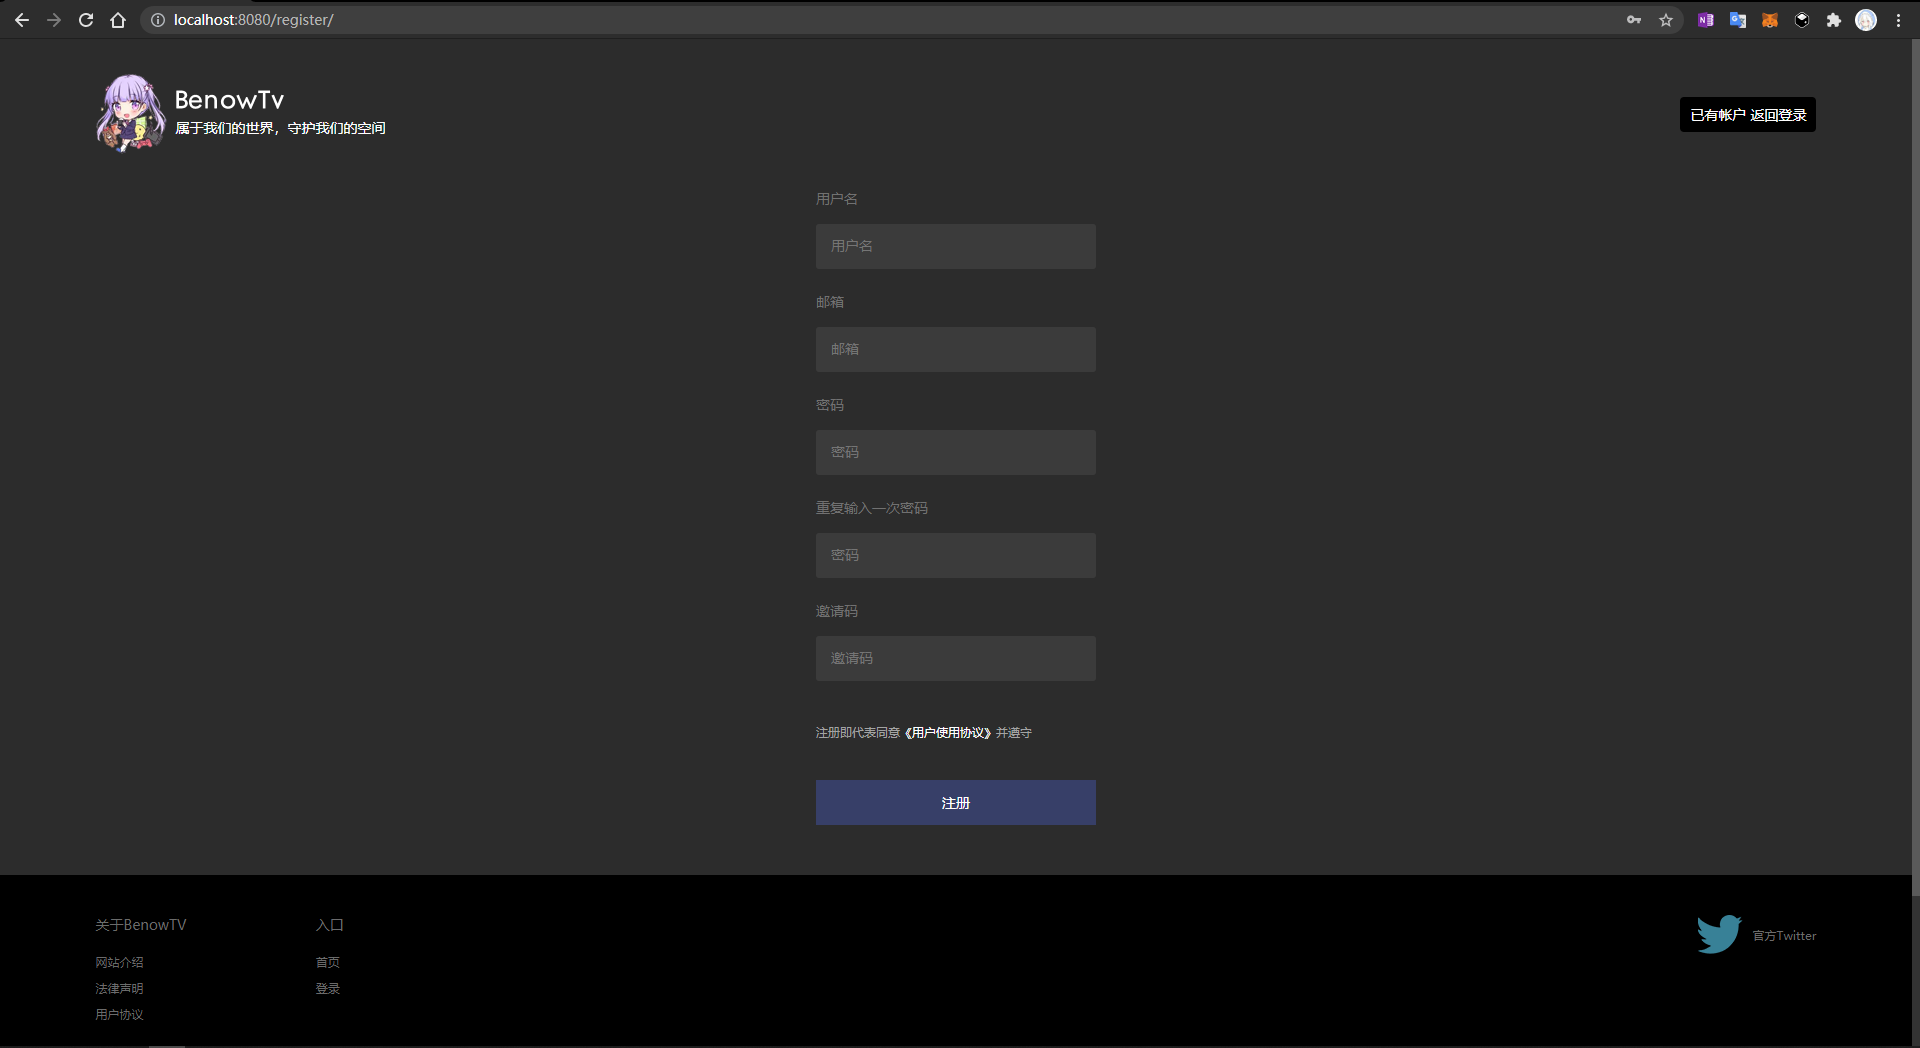 localhost:8080/register/
BenowTv
属于我们的世界，守护我们的空间
已有帐户 返回登录
用户名
用户名
邮箱
邮箱
密码
密码
重复输入一次密码
密码
邀请码
邀请码
注册即代表同意《用户使用协议》并遵守
注册
关于BenowTV
网站介绍
法律声明
用户协议
入口
首页
登录
官方Twitter